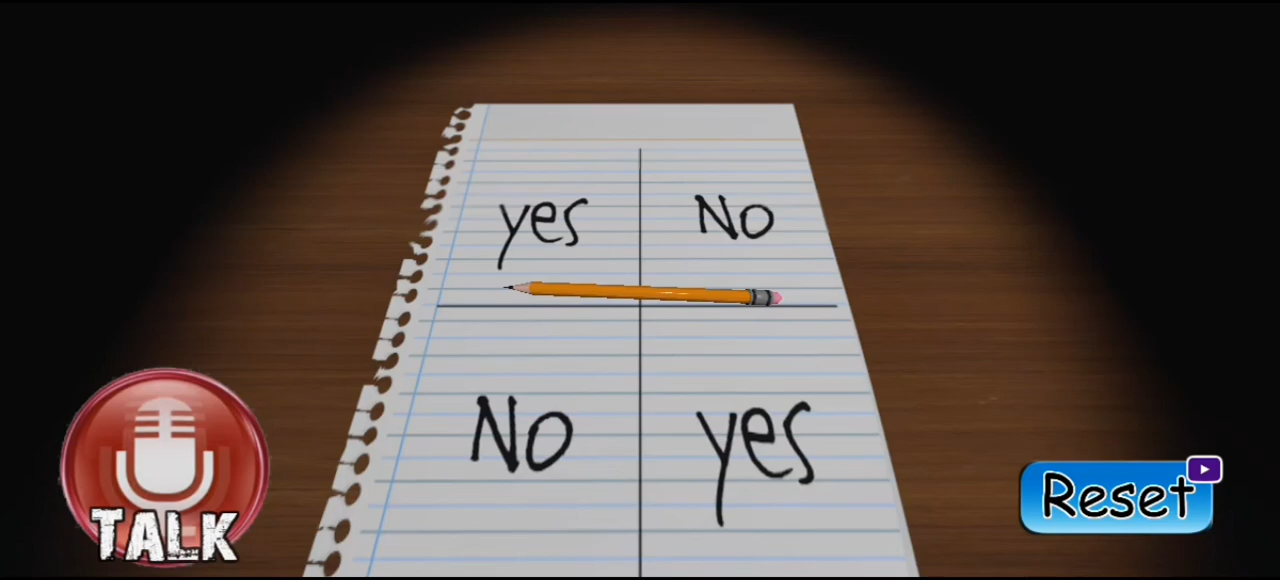 yes No
No yes
TALK
Reset